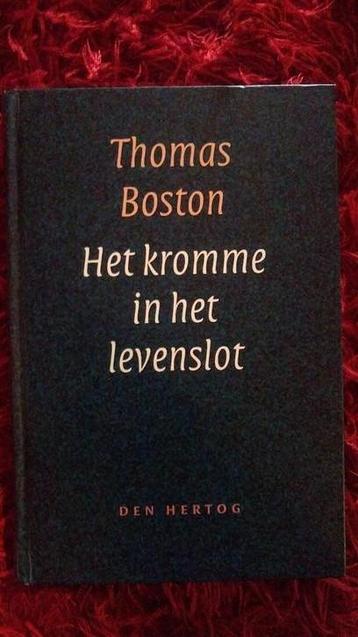 Thomas
Boston
Het kromme
in het
levenslot
DEN HERTOG